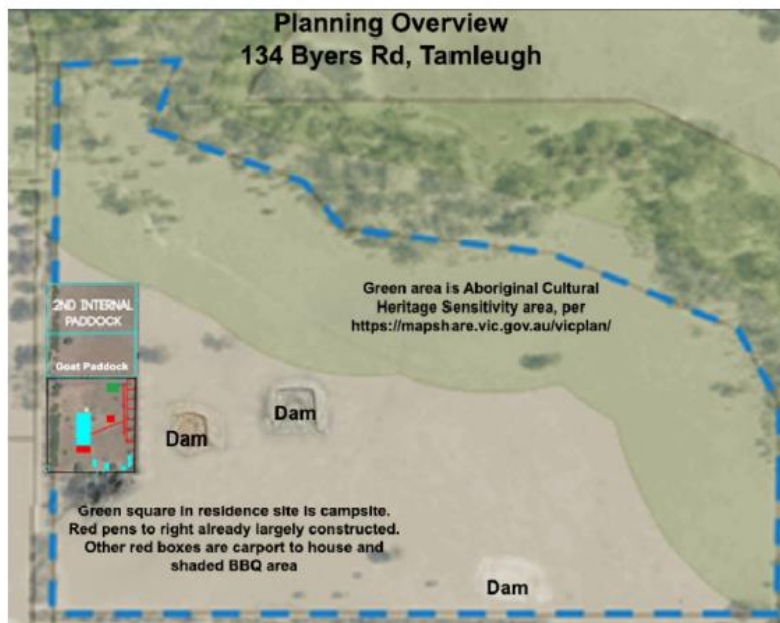 Planning Overview
134 Byers Rd, Tamleugh
Green area is Aboriginal Cultural
Heritage Sensitivity area, per
https://mapshare.vic.gov.au/vicplan/
2ND INTERNAL
PADDOCK
Goat Paddock
Dam
Dam
Green square in residence site is campsite.
Red pens to right already largely constructed.
Other red boxes are carport to house and
shaded BBQ area
Dam